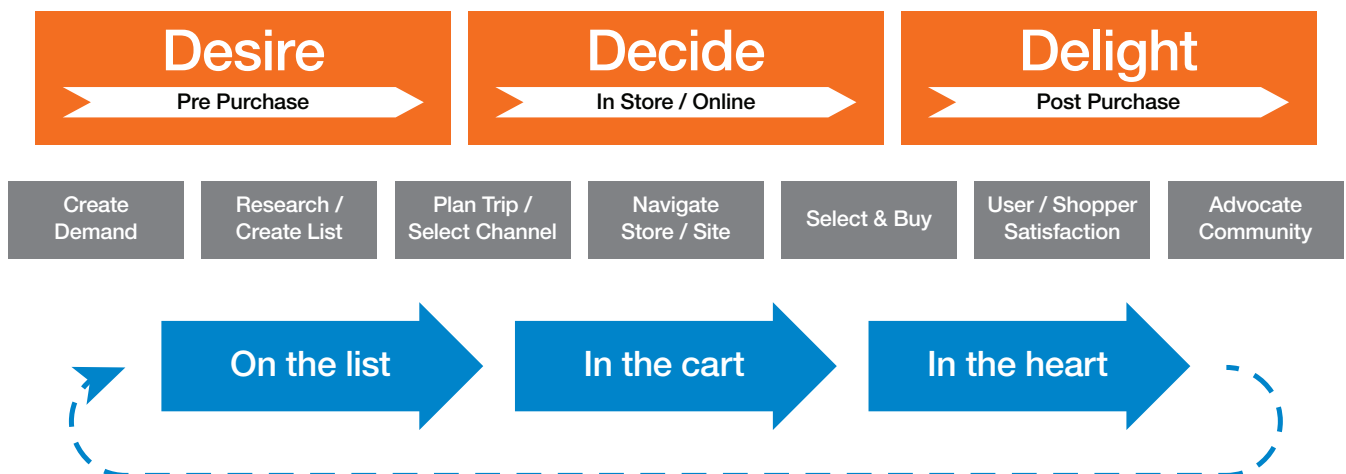 Desire
Pre Purchase
Decide
In Store / Online
Delight
Post Purchase
Create
Demand
Research /
Create List
Plan Trip /
Select Channel
Navigate
Store / Site
Select & Buy
User / Shopper
Satisfaction
Advocate
Community
On the list
In the cart
In the heart